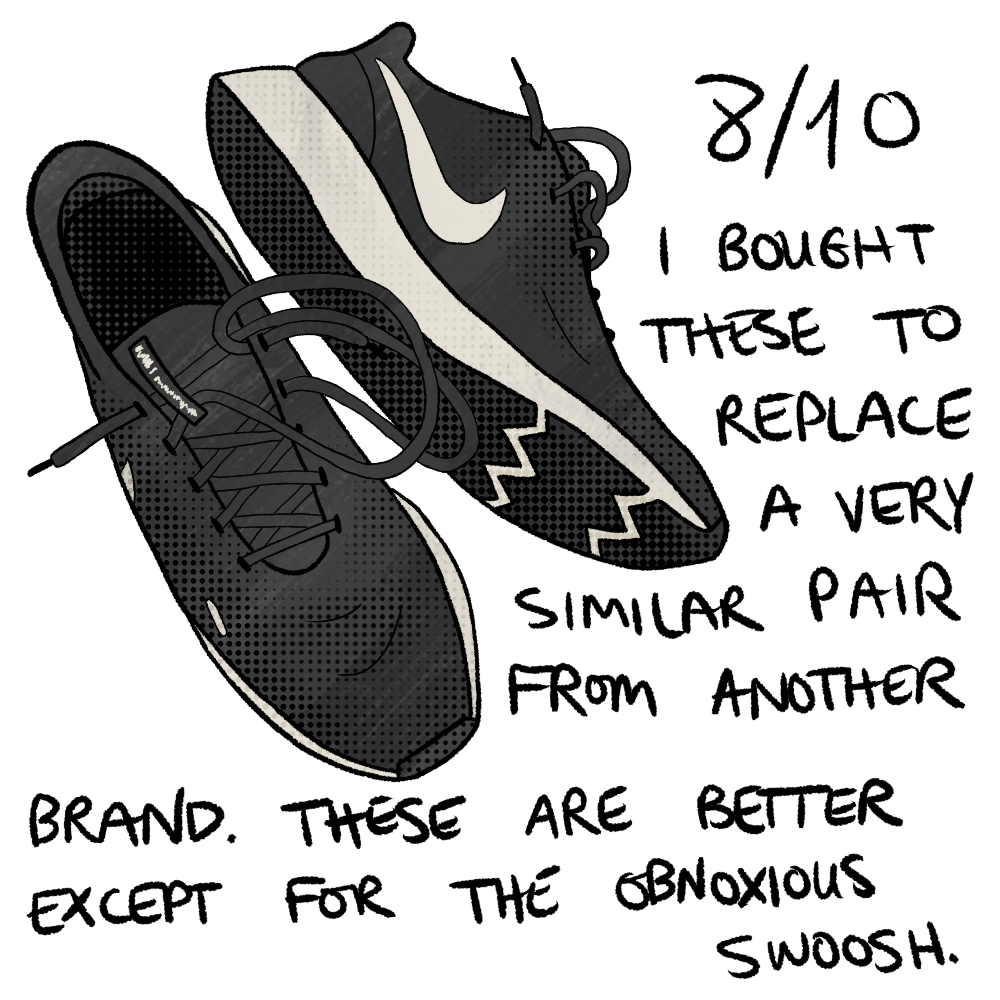 8/10
I BOUGHT
THESE TO
REPLACE
A VERY
SIMILAR PAIR
FROM ANOTHER
BRAND. THESE ARE BETTER
EXCEPT FOR THE OBNOXIOUS
SWOOSH.